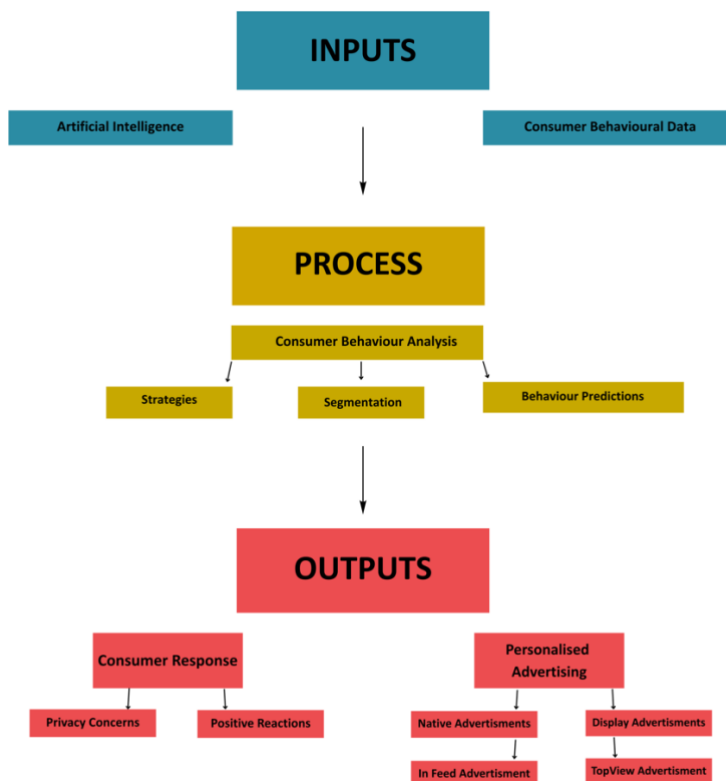 INPUTS
Artificial Intelligence
Consumer Behavioural Data
PROCESS
Consumer Behaviour Analysis
Strategies
Segmentation
Behaviour Predictions
OUTPUTS
Consumer Response
Personalised
Advertising
Privacy Concerns
Positive Reactions
Native Advertisments
Display Advertisments
In Feed Advertisment
TopView Advertisment